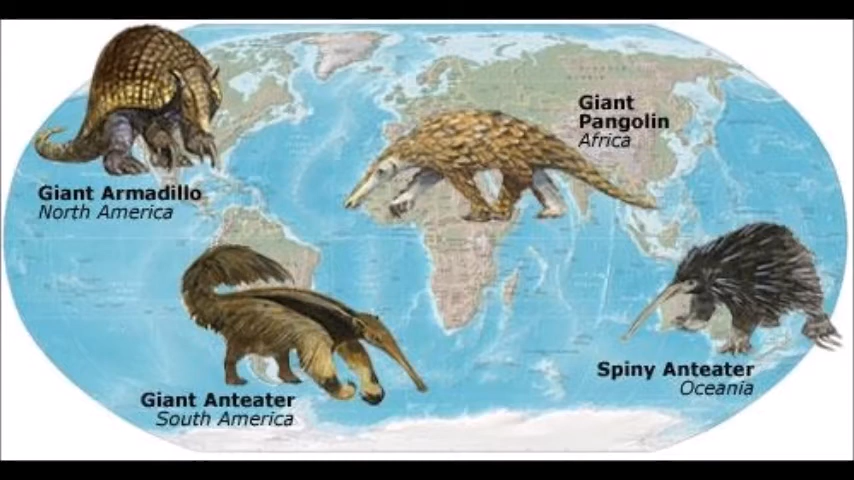 Giant
Pangolin
Africa
Giant Armadillo
North America
Spiny Anteater
Oceania
Giant Anteater
South America